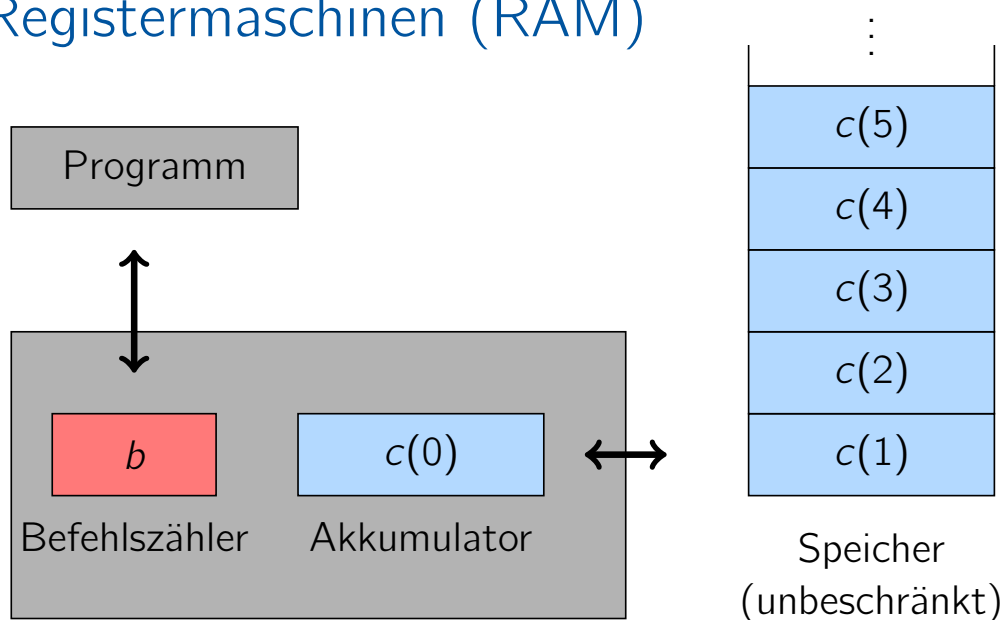 Registermaschinen (RAM)
Programm
b
c(0)
Befehlszähler
Akkumulator
⋮
c(5)
c(4)
c(3)
c(2)
c(1)
Speicher
(unbeschränkt)